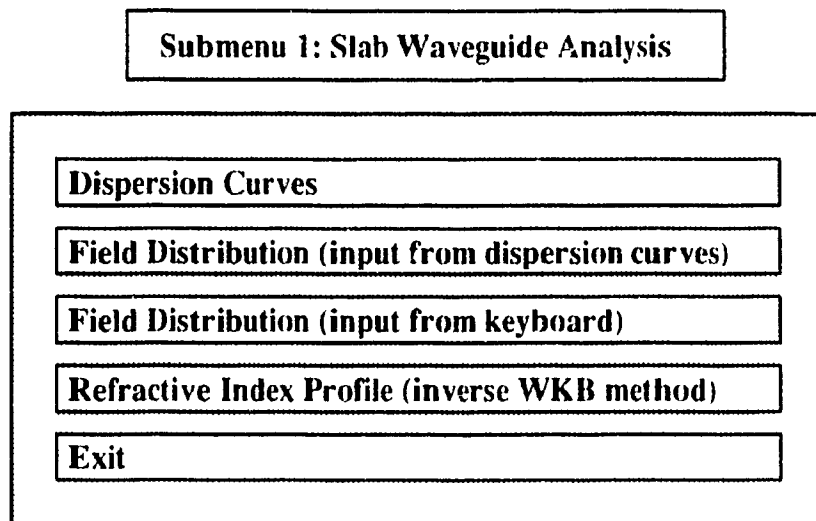 Submenu 1: Slab Waveguide Analysis
Dispersion Curves
Field Distribution (input from dispersion curves)
Field Distribution (input from keyboard)
Refractive Index Profile (inverse WKB method)
Exit